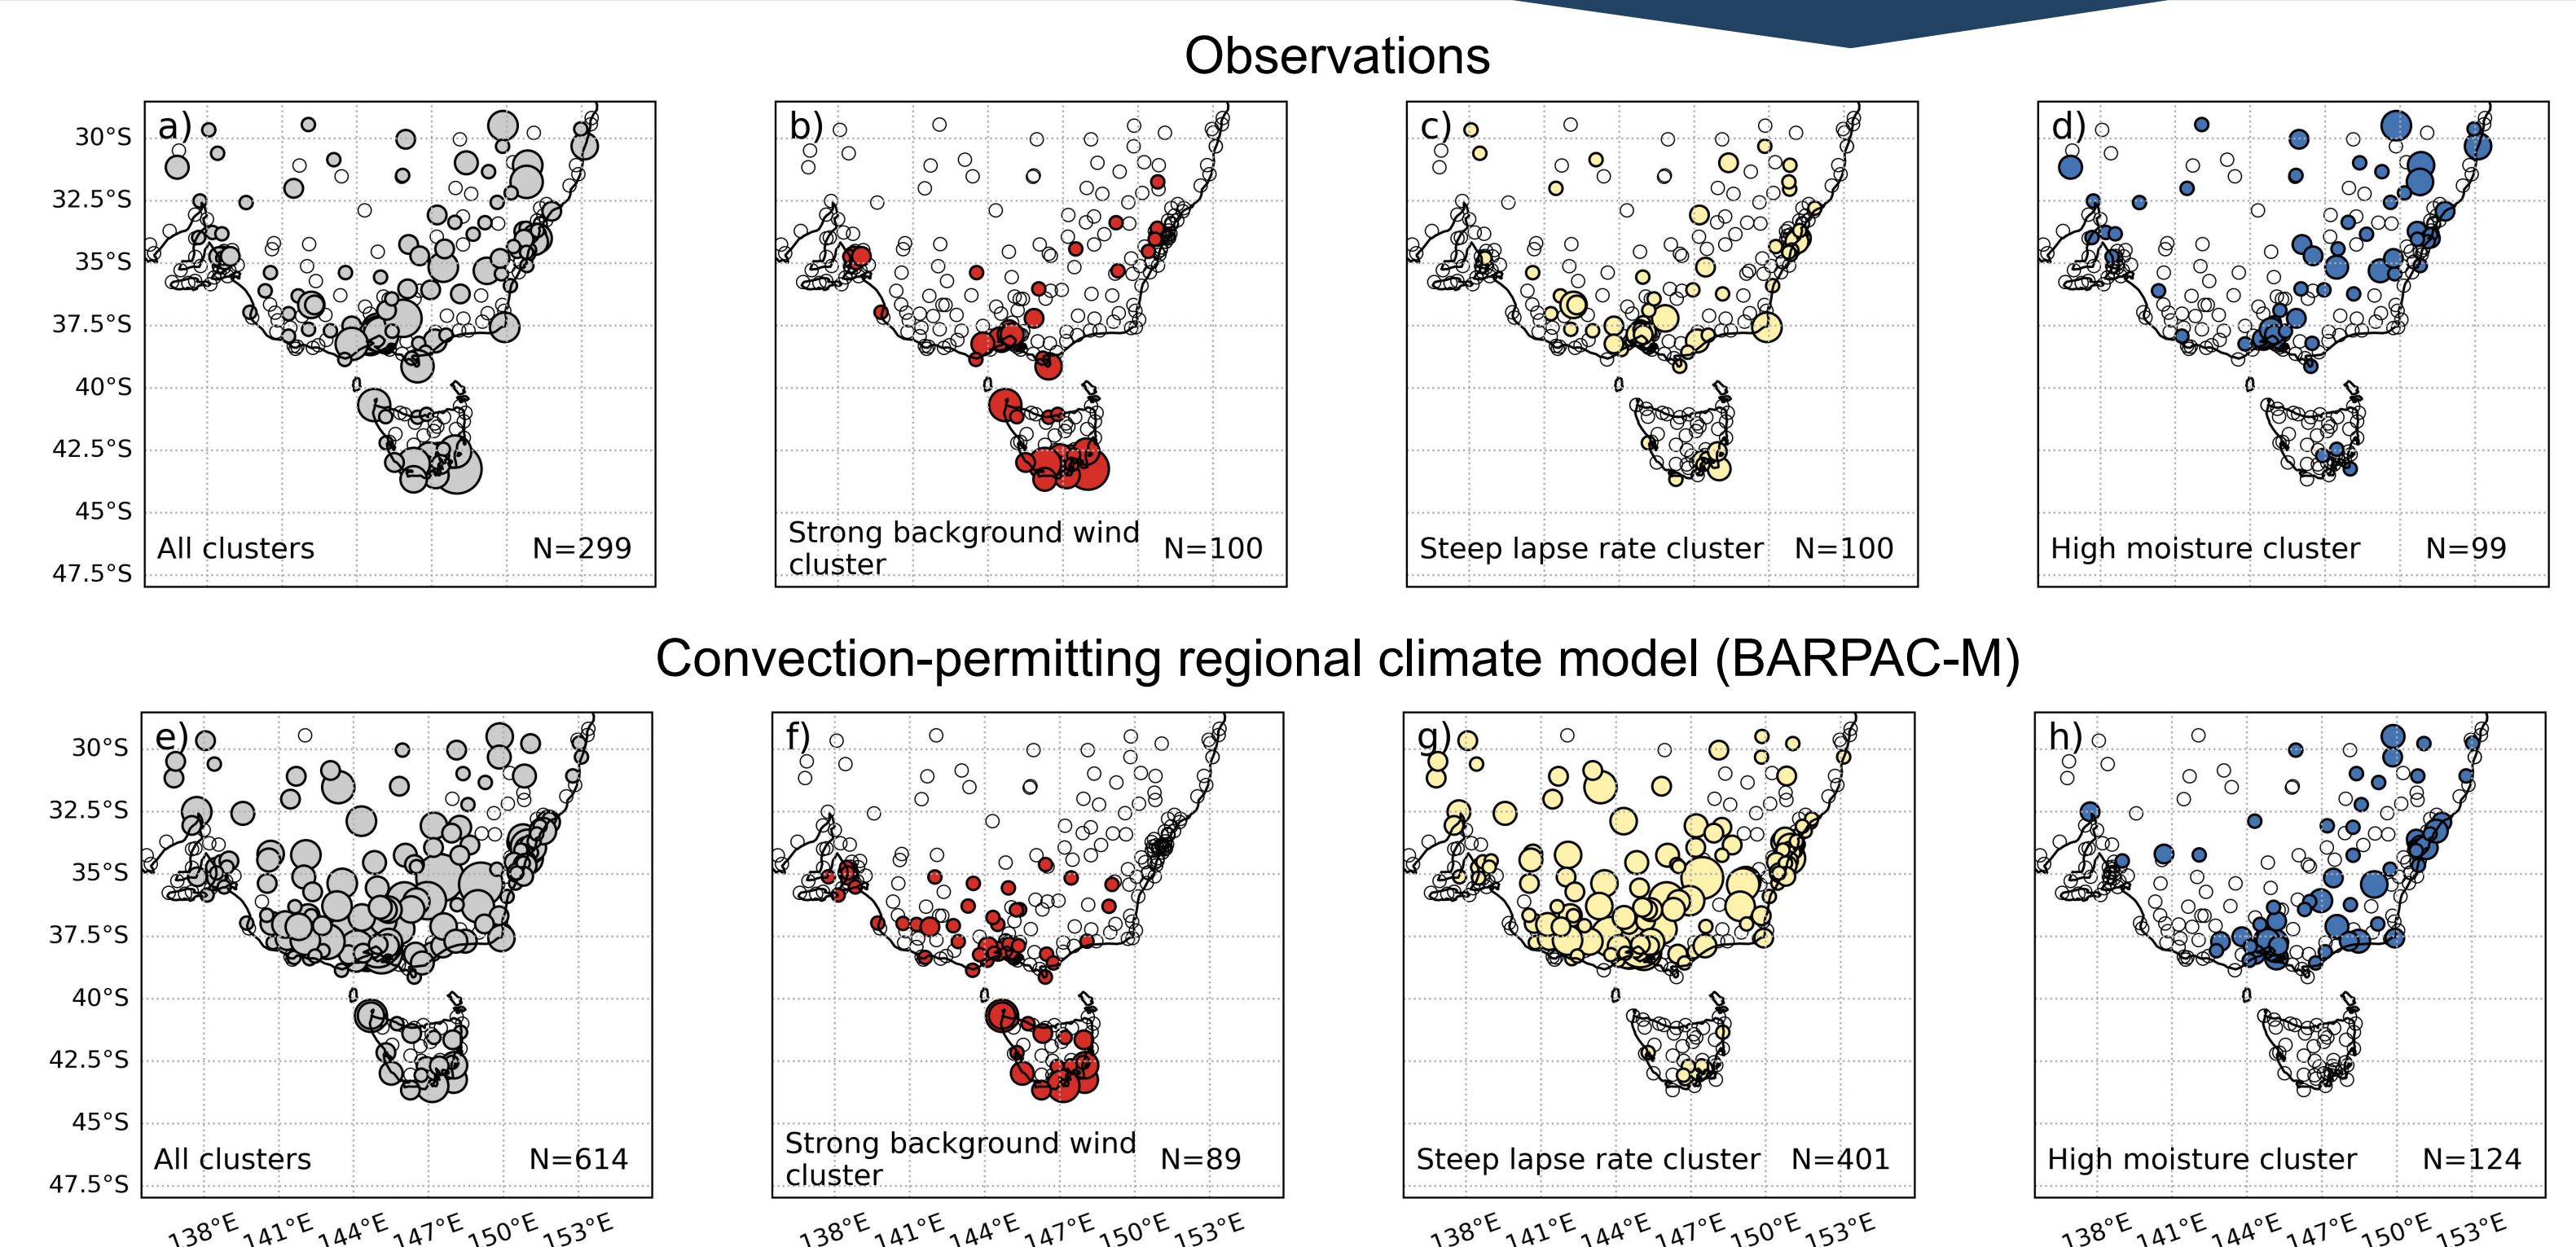 Observations
a)
b)
c)
d)
30°S
32.5°S
35°S
37.5°S
40°S
42.5°S
45°S
47.5°S
All clusters N=299
Strong background wind
cluster N=100
Steep lapse rate cluster N=100
High moisture cluster N=99
Convection-permitting regional climate model (BARPAC-M)
e)
f)
g)
h)
30°S
32.5°S
35°S
37.5°S
40°S
42.5°S
45°S
47.5°S
All clusters N=614
Strong background wind
cluster N=89
Steep lapse rate cluster N=401
High moisture cluster N=124
138°E 141°E 144°E 147°E 150°E 153°E
138°E 141°E 144°E 147°E 150°E 153°E
138°E 141°E 144°E 147°E 150°E 153°E
138°E 141°E 144°E 147°E 150°E 153°E